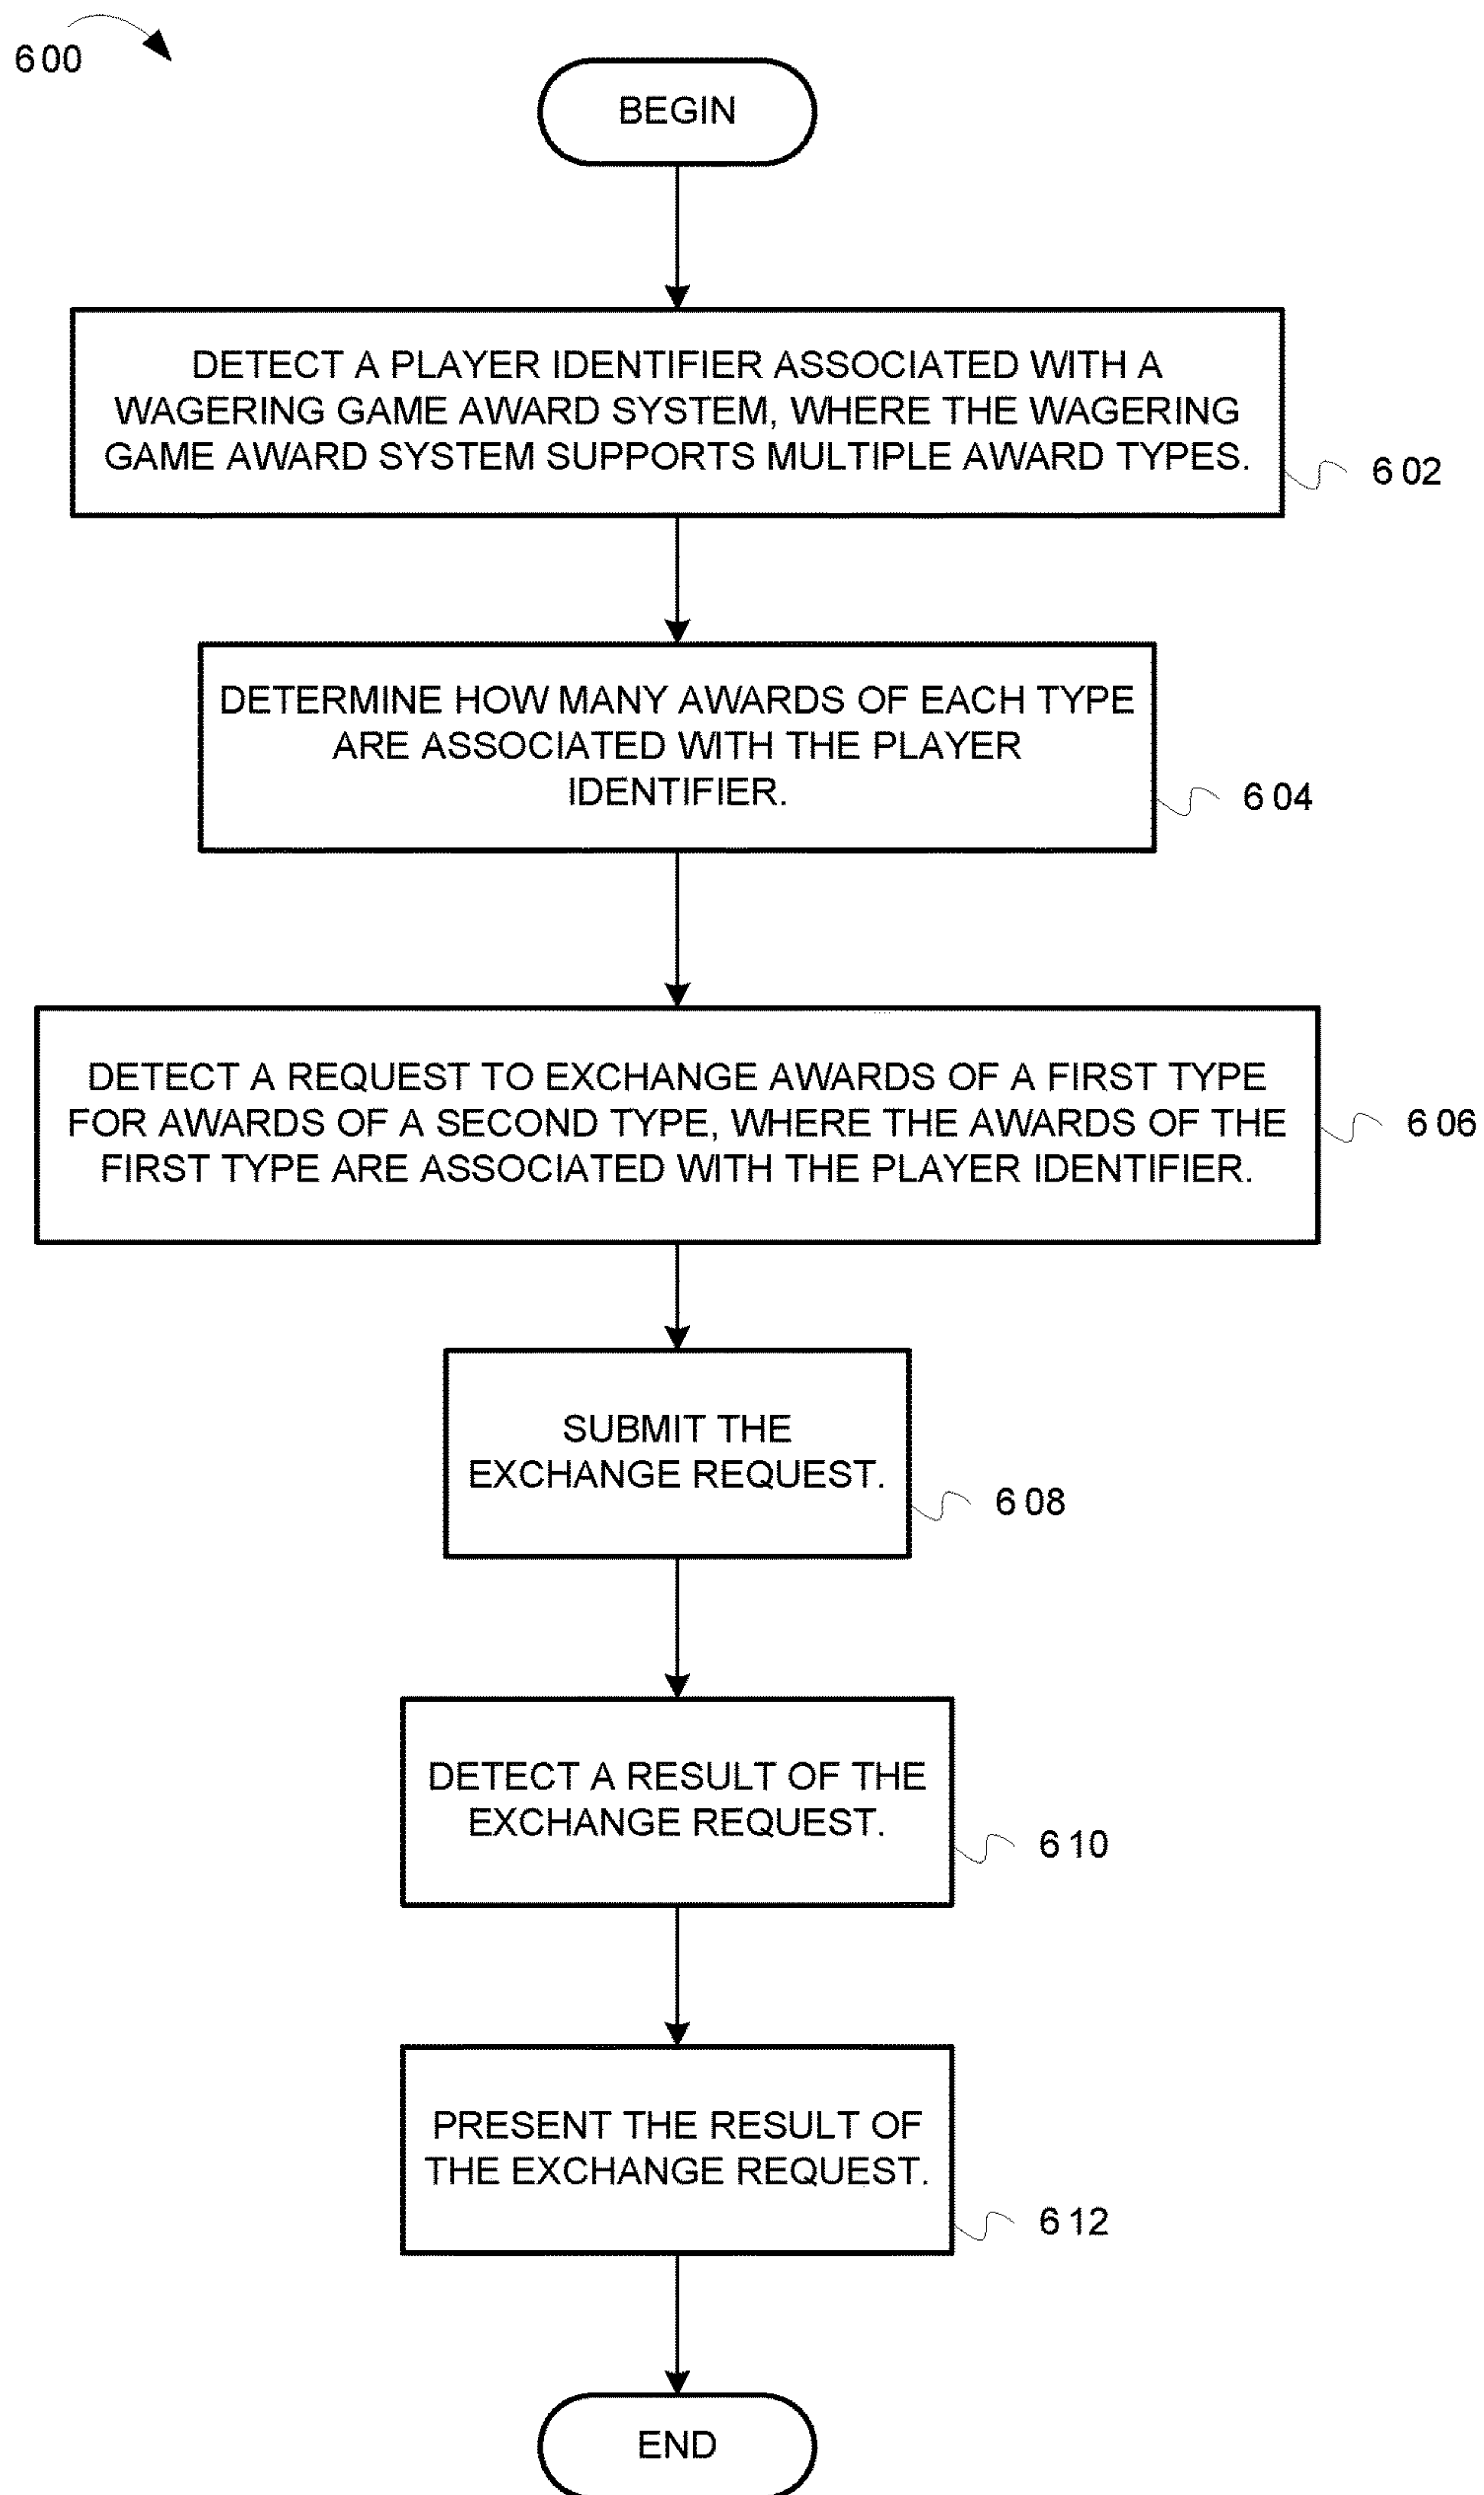 600
BEGIN
DETECT A PLAYER IDENTIFIER ASSOCIATED WITH A
WAGERING GAME AWARD SYSTEM, WHERE THE WAGERING
GAME AWARD SYSTEM SUPPORTS MULTIPLE AWARD TYPES.
602
DETERMINE HOW MANY AWARDS OF EACH TYPE
ARE ASSOCIATED WITH THE PLAYER
IDENTIFIER.
604
DETECT A REQUEST TO EXCHANGE AWARDS OF A FIRST TYPE
FOR AWARDS OF A SECOND TYPE, WHERE THE AWARDS OF THE
FIRST TYPE ARE ASSOCIATED WITH THE PLAYER IDENTIFIER.
606
SUBMIT THE
EXCHANGE REQUEST.
608
DETECT A RESULT OF THE
EXCHANGE REQUEST.
610
PRESENT THE RESULT OF
THE EXCHANGE REQUEST.
612
END